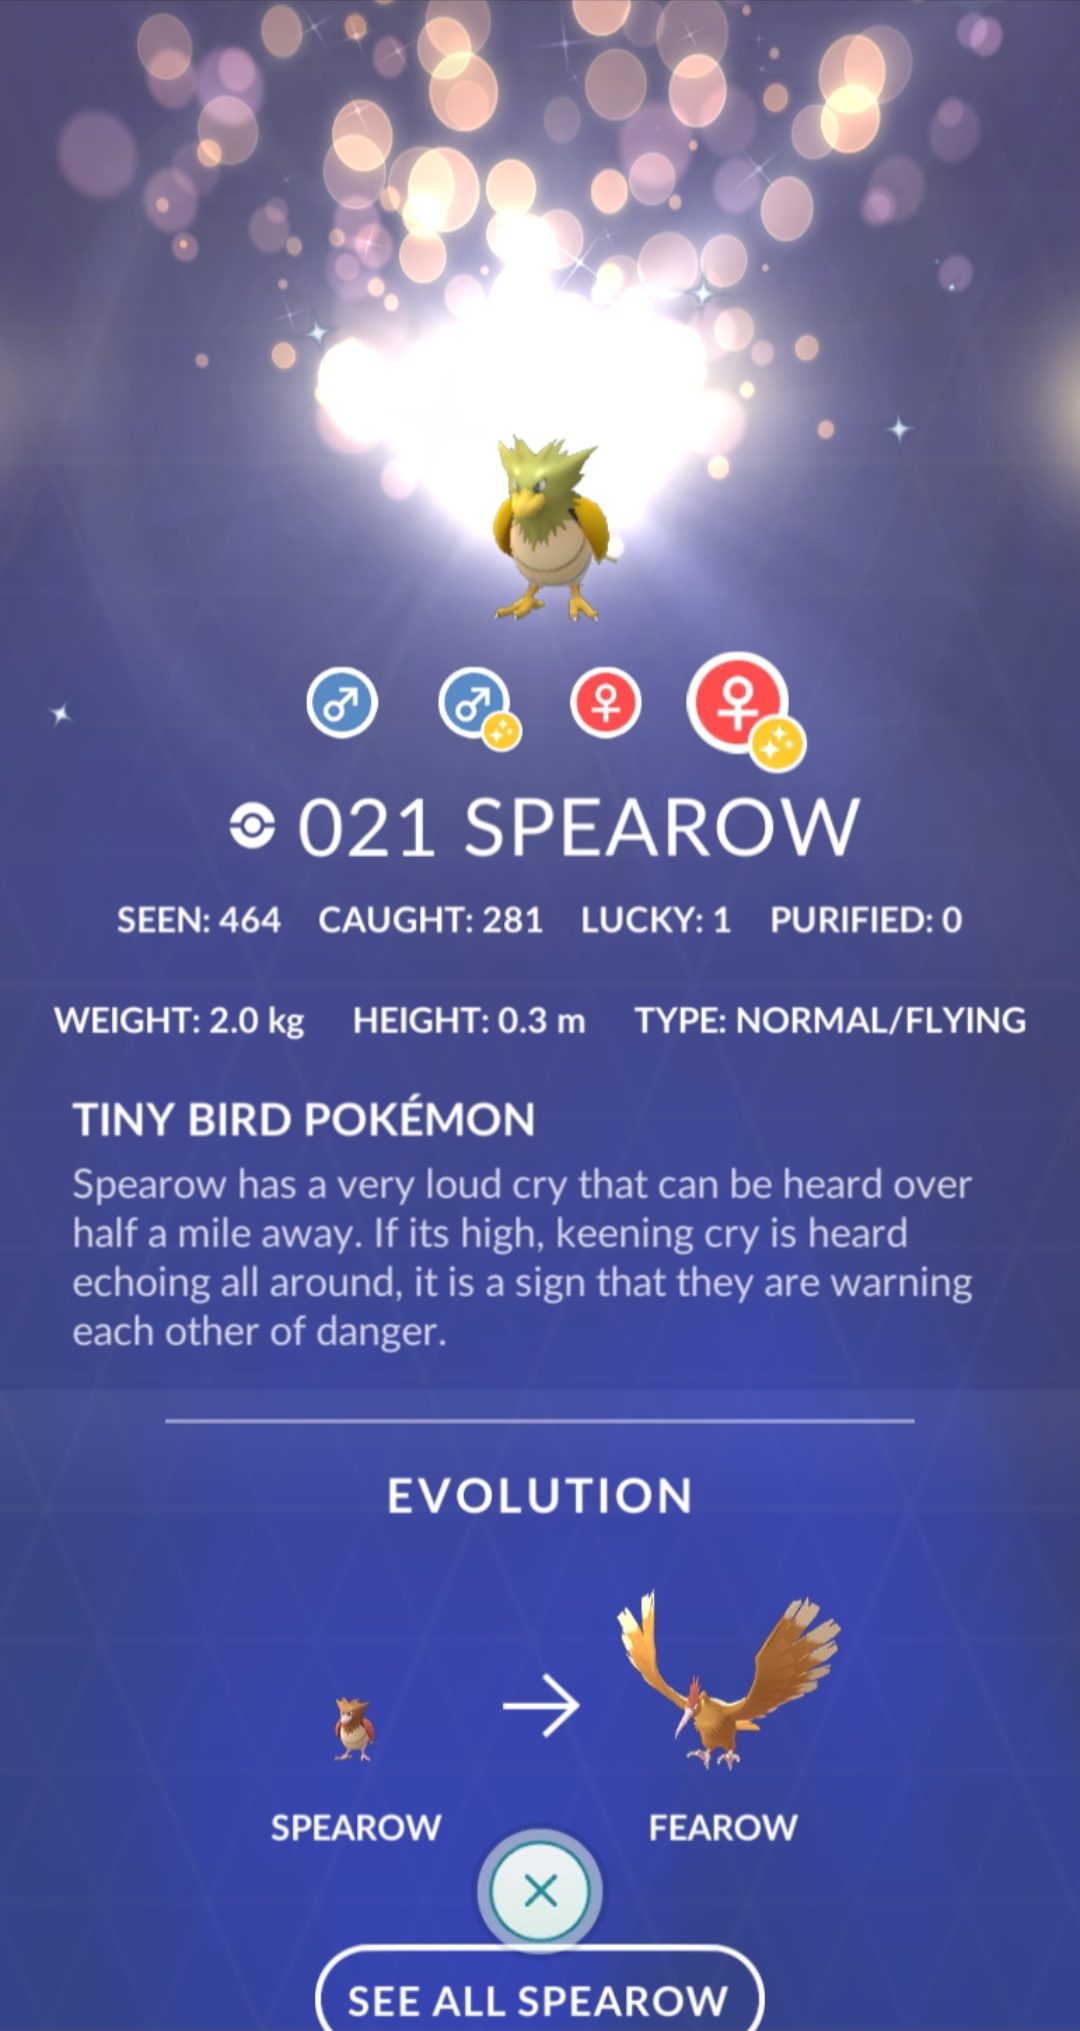 021 SPEAROW
SEEN: 464 CAUGHT: 281 LUCKY: 1 PURIFIED: 0
WEIGHT: 2.0 kg HEIGHT: 0.3 m TYPE: NORMAL/FLYING
TINY BIRD POKÉMON
Spearow has a very loud cry that can be heard over
half a mile away. If its high, keening cry is heard
echoing all around, it is a sign that they are warning
each other of danger.
EVOLUTION
SPEAROW FEAROW
SEE ALL SPEAROW